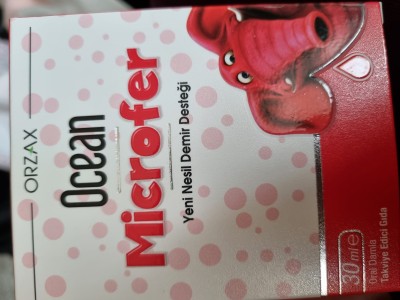 ORZAX
Ocean
Microfer
Yeni Nesil Demir Desteği
30 ml e
Oral Damla
Takviye Edici Gıda